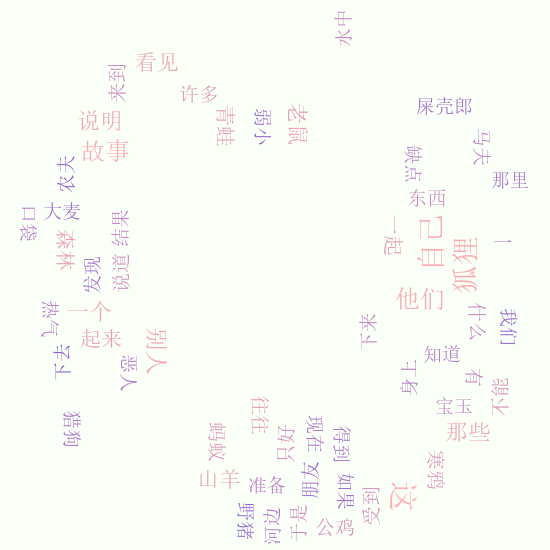 水中
看见
来到
许多
老鼠
弱小
青蛙
屎壳郎
说明
故事
马夫
缺点
农夫
那里
东西
大麦
口袋
结果
一起
自己
狐狸
森林
说道
发现
他们
热气
一个
什么
我们
下来
起来
别人
知道
下去
恶人
上身
有
不能
宝玉
猎狗
往往
那些
蚂蚁
只好
现在
得到
寒鸦
山羊
准备
朋友
如果
受到
这
野猪
河边
于是
公鸡